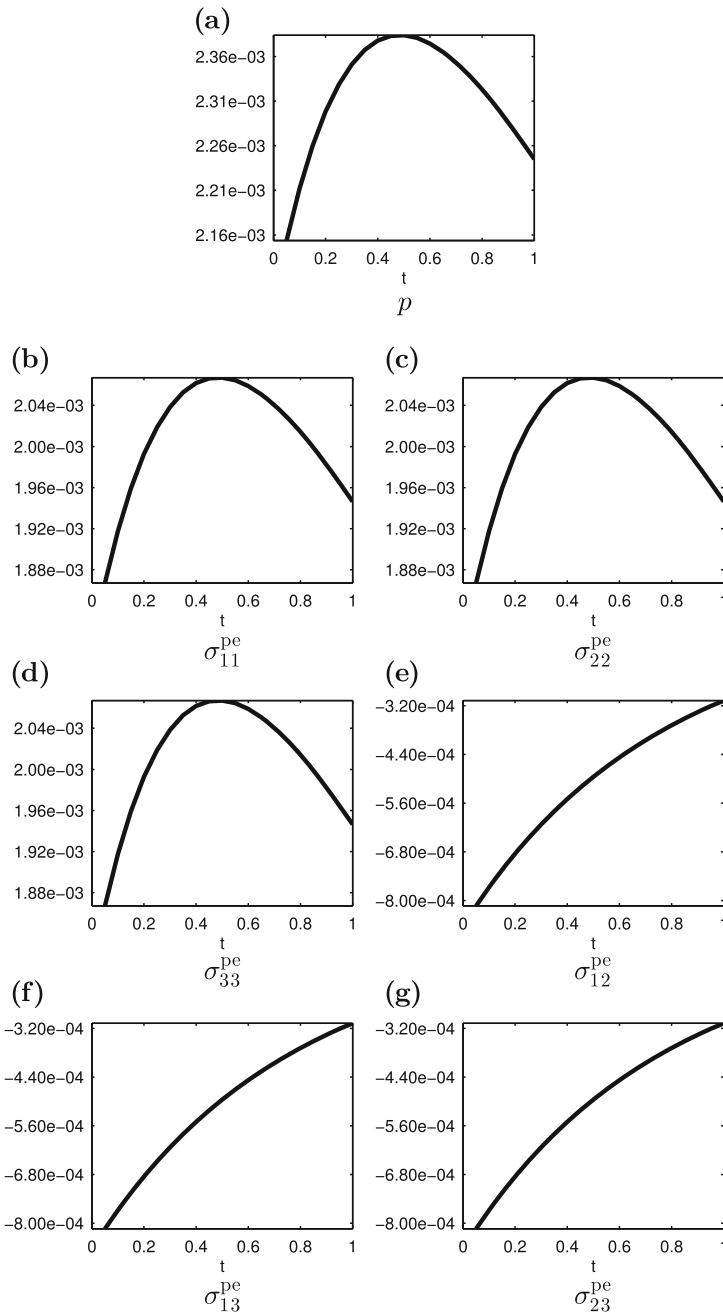 (a)
2.36e−03
2.31e−03
2.26e−03
2.21e−03
2.16e−03
0 0.2 0.4 0.6 0.8 1
t
p
(b) (c)
2.04e−03 2.04e−03
2.00e−03 2.00e−03
1.96e−03 1.96e−03
1.92e−03 1.92e−03
1.88e−03 1.88e−03
0 0.2 0.4 0.6 0.8 1 0 0.2 0.4 0.6 0.8 1
t t
σ₁₁ᵖᵉ σ₂₂ᵖᵉ
(d) (e)
2.04e−03 −3.20e−04
2.00e−03 −4.40e−04
1.96e−03 −5.60e−04
1.92e−03 −6.80e−04
1.88e−03 −8.00e−04
0 0.2 0.4 0.6 0.8 1 0 0.2 0.4 0.6 0.8 1
t t
σ₃₃ᵖᵉ σ₁₂ᵖᵉ
(f) (g)
−3.20e−04 −3.20e−04
−4.40e−04 −4.40e−04
−5.60e−04 −5.60e−04
−6.80e−04 −6.80e−04
−8.00e−04 −8.00e−04
0 0.2 0.4 0.6 0.8 1 0 0.2 0.4 0.6 0.8 1
t t
σ₁₃ᵖᵉ σ₂₃ᵖᵉ